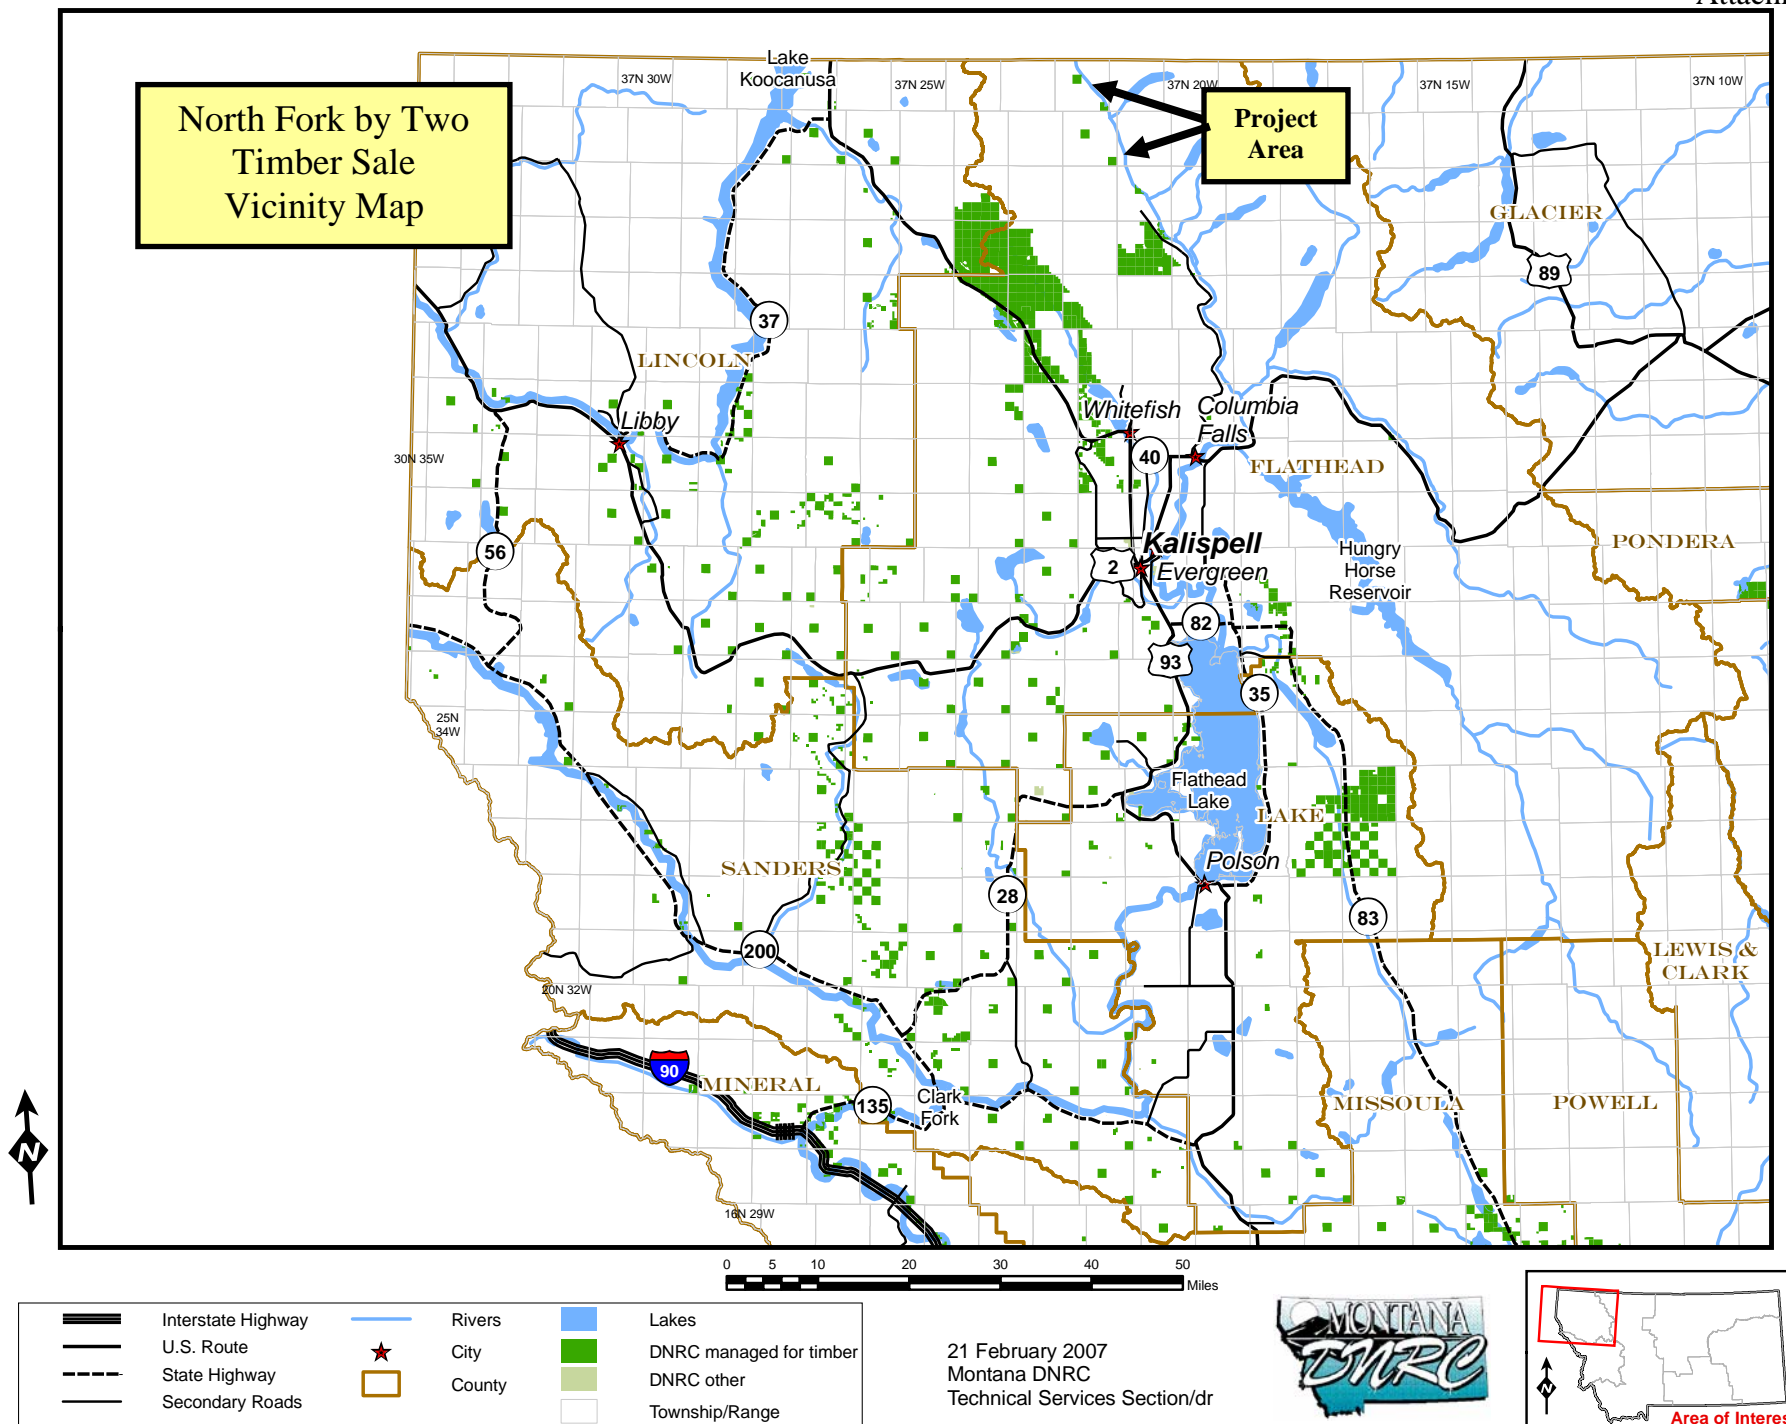 North Fork by Two
Timber Sale
Vicinity Map
Lake
Koocanusa
37N 30W
37N 25W
37N 20W
37N 15W
37N 10W
Project
Area
GLACIER
89
37
LINCOLN
Libby
Whitefish
Columbia
Falls
40
30N 35W
FLATHEAD
56
Kalispell
2
Evergreen
Hungry
Horse
Reservoir
PONDERA
82
93
35
25N
34W
Flathead
Lake
LAKE
SANDERS
Polson
28
83
200
LEWIS &
CLARK
20N 32W
90
MINERAL
135
Clark
Fork
MISSOULA
POWELL
16N 29W
N
0 5 10 20 30 40 50
Miles
Interstate Highway
U.S. Route
State Highway
Secondary Roads
Rivers
City
County
Lakes
DNRC managed for timber
DNRC other
Township/Range
21 February 2007
Montana DNRC
Technical Services Section/dr
MONTANA
DNRC
N